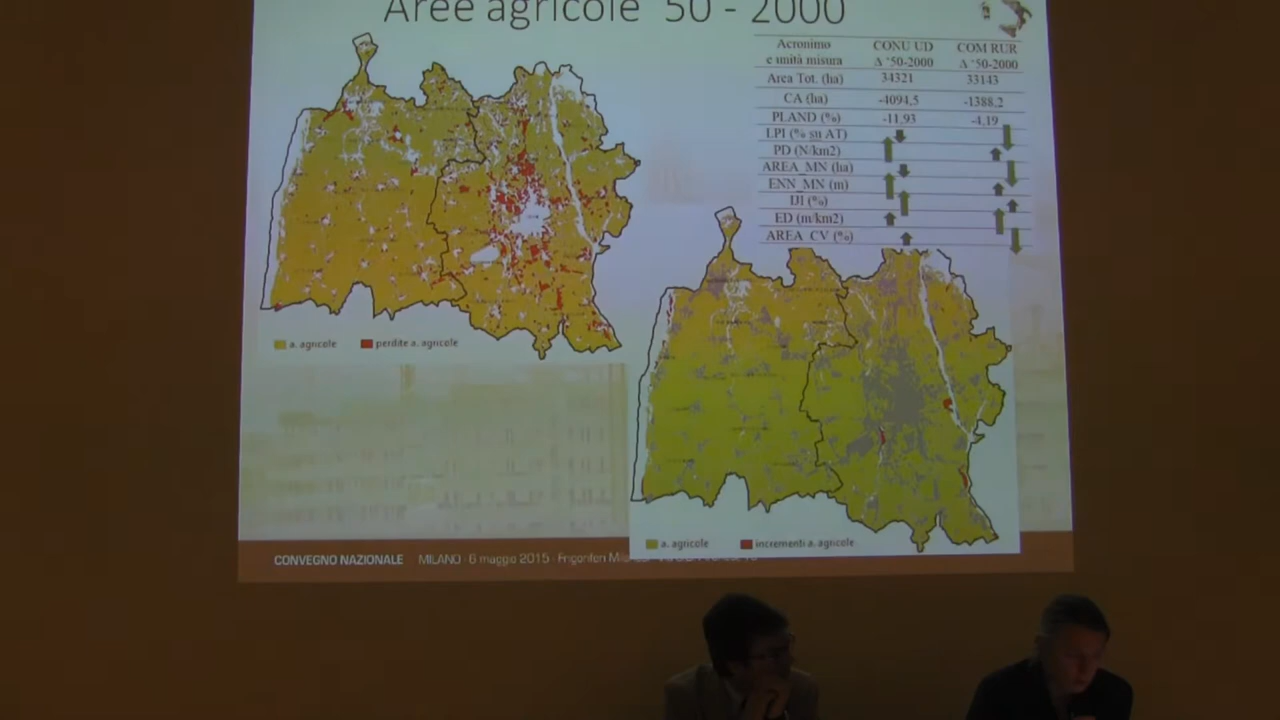 Aree agricole '50 - 2000
Acronimo e unità misura CONU UD Δ '50-2000 COM RUR Δ '50-2000
Area Tot. (ha) 34321 33143
CA (ha) -4094,5 -1388,2
PLAND (%) -11,93 -4,19
LPI (% su AT)
PD (N/km2)
AREA_MN (ha)
ENN_MN (m)
IJI (%)
ED (m/km2)
AREA_CV (%)
a. agricole perdite a. agricole
a. agricole incrementi a. agricole
CONVEGNO NAZIONALE MILANO - 6 maggio 2015 - Frigoriferi